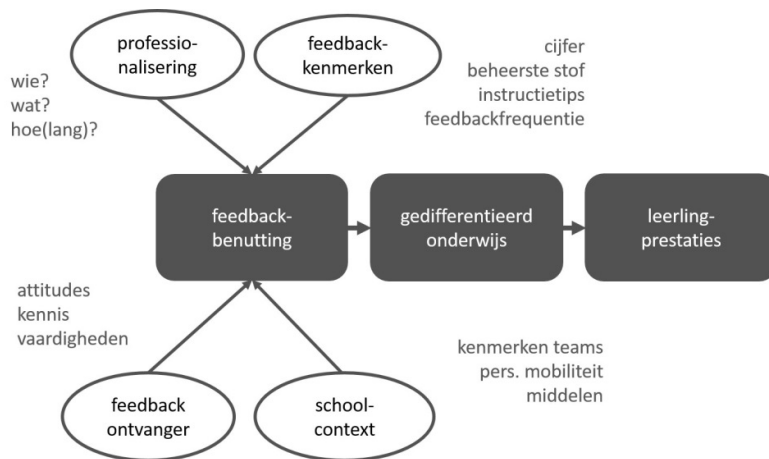 professio-
nalisering
feedback-
kenmerken
cijfer
beheerste stof
instructietips
feedbackfrequentie
wie?
wat?
hoe(lang)?
feedback-
benutting
gedifferentieerd
onderwijs
leerling-
prestaties
attitudes
kennis
vaardigheden
kenmerken teams
pers. mobiliteit
middelen
feedback
ontvanger
school-
context